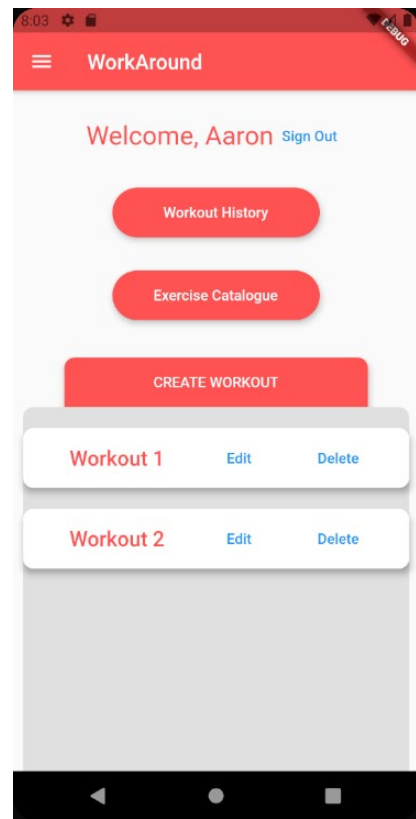 8:03
DEBUG
WorkAround
Welcome, Aaron Sign Out
Workout History
Exercise Catalogue
CREATE WORKOUT
Workout 1 Edit Delete
Workout 2 Edit Delete